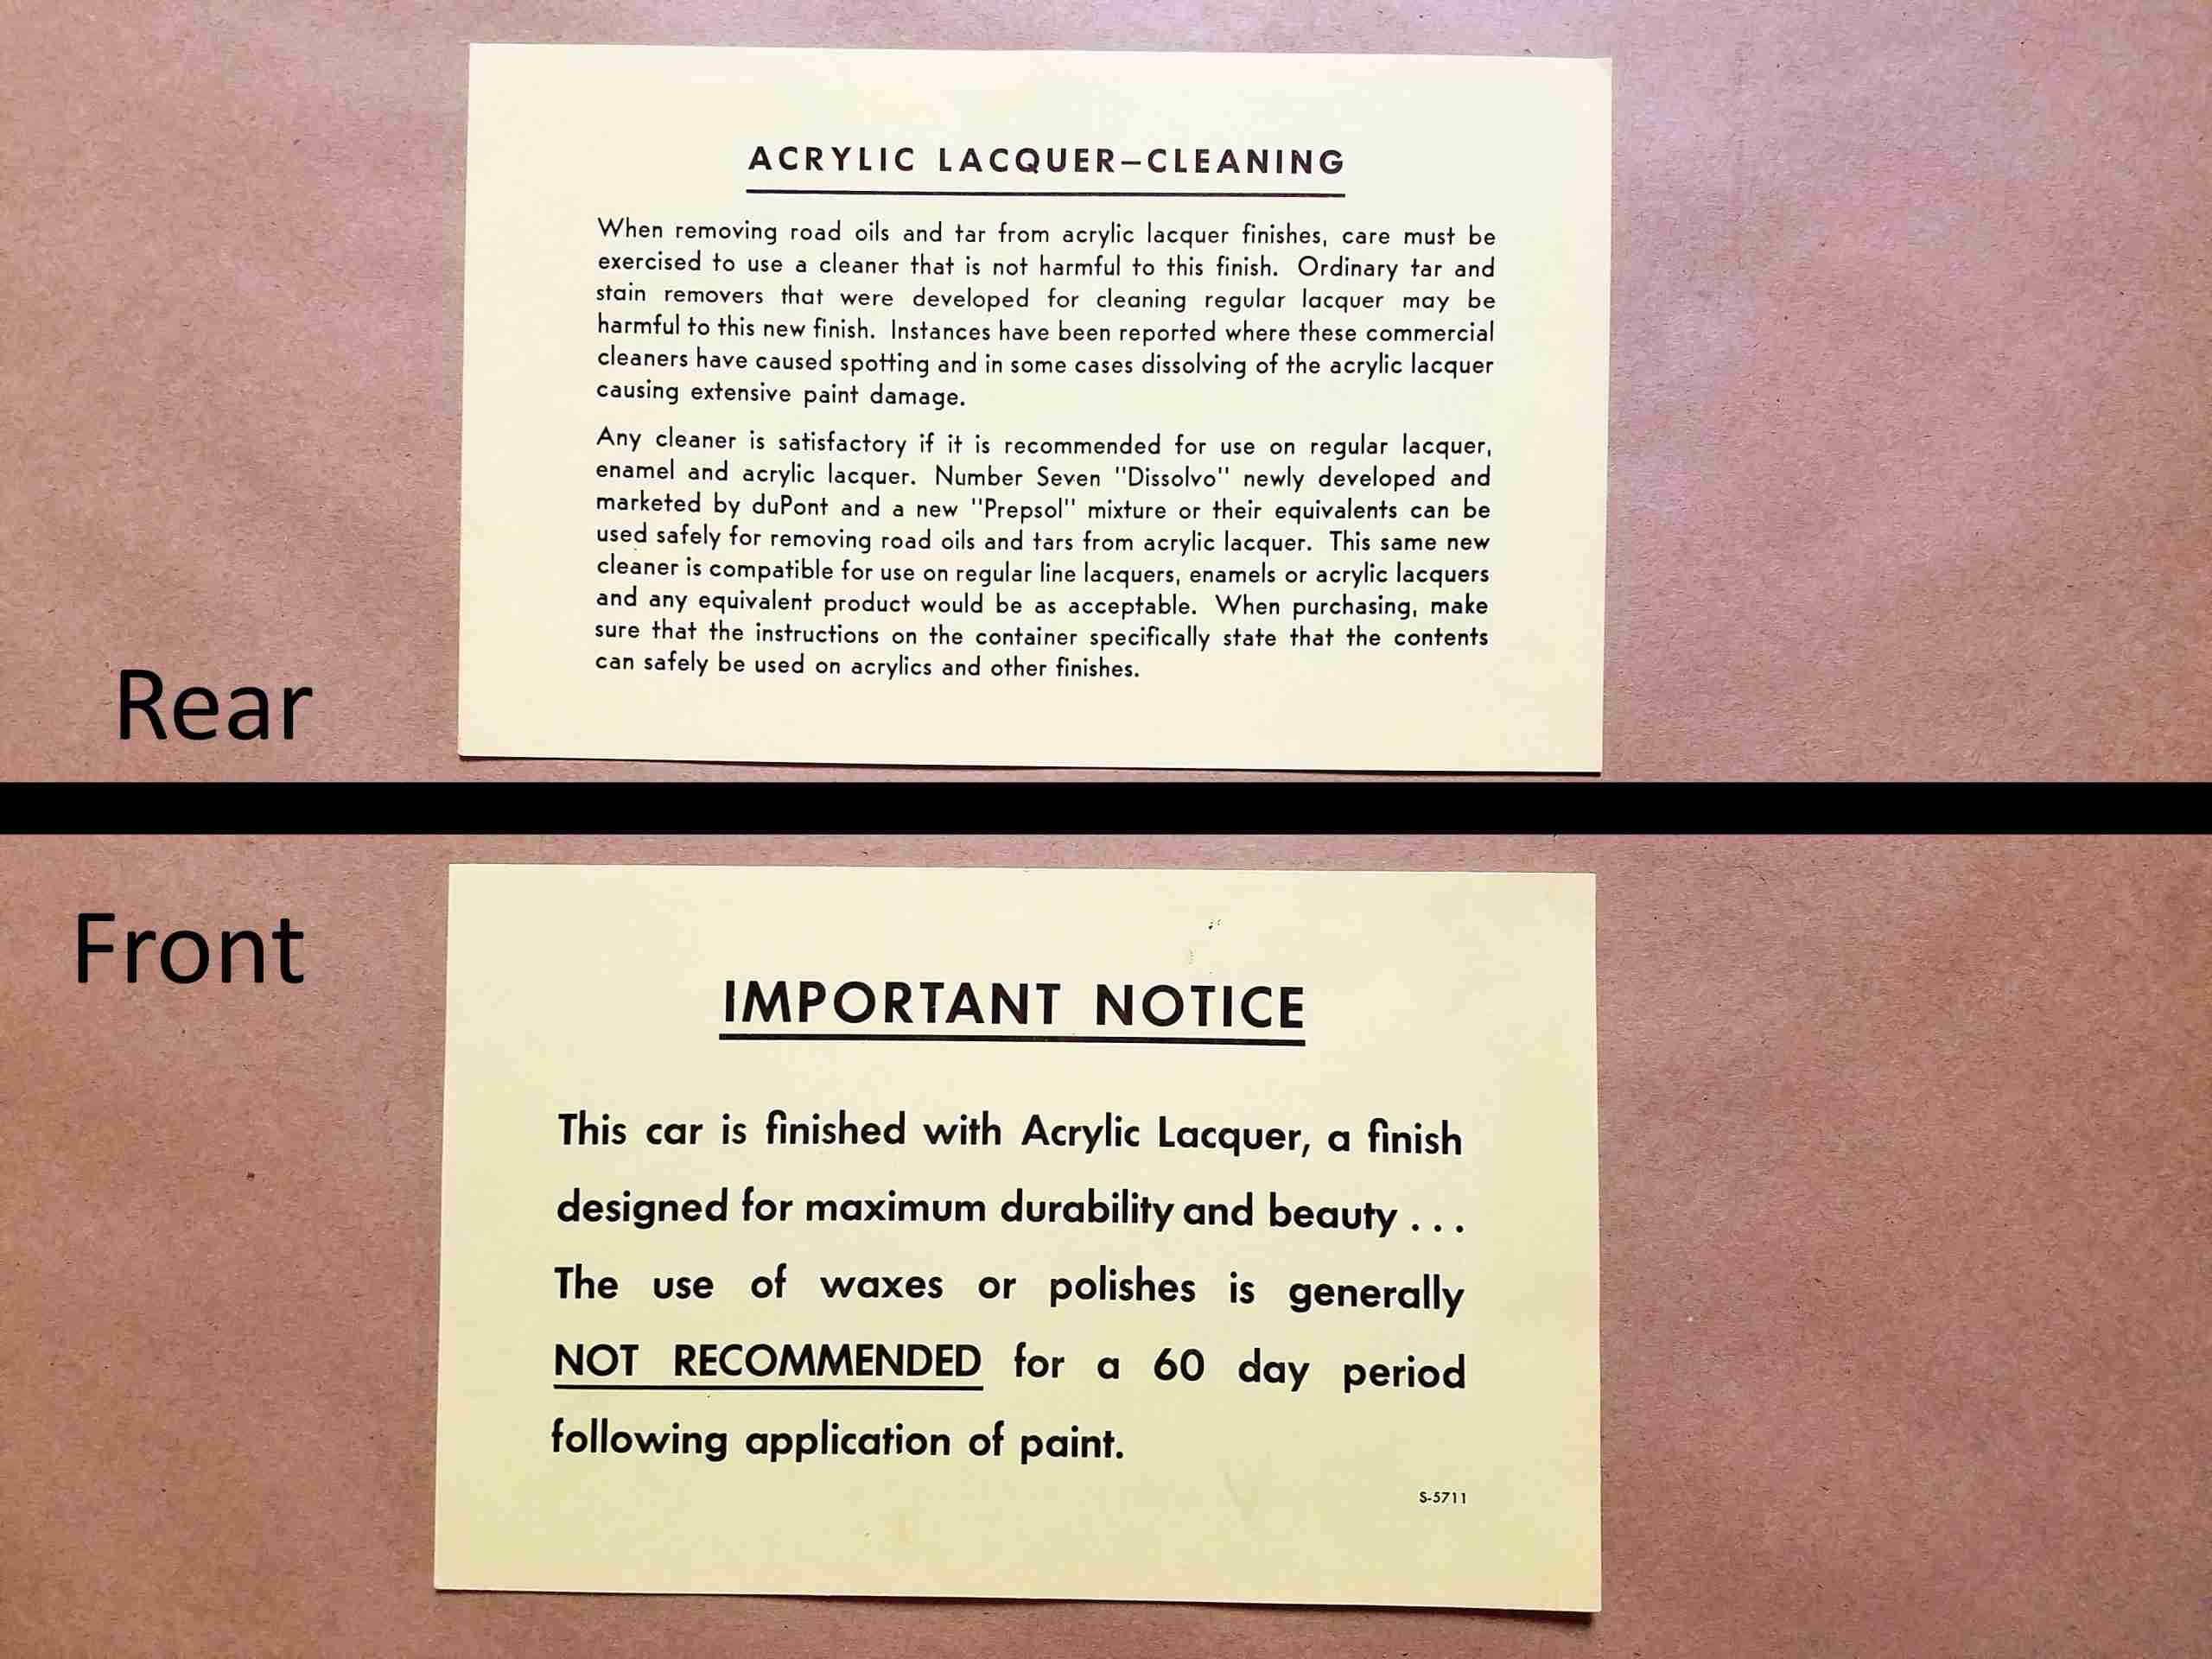 ACRYLIC LACQUER–CLEANING
When removing road oils and tar from acrylic lacquer finishes, care must be
exercised to use a cleaner that is not harmful to this finish. Ordinary tar and
stain removers that were developed for cleaning regular lacquer may be
harmful to this new finish. Instances have been reported where these commercial
cleaners have caused spotting and in some cases dissolving of the acrylic lacquer
causing extensive paint damage.
Any cleaner is satisfactory if it is recommended for use on regular lacquer,
enamel and acrylic lacquer. Number Seven "Dissolvo" newly developed and
marketed by duPont and a new "Prepsol" mixture or their equivalents can be
used safely for removing road oils and tars from acrylic lacquer. This same new
cleaner is compatible for use on regular line lacquers, enamels or acrylic lacquers
and any equivalent product would be as acceptable. When purchasing, make
sure that the instructions on the container specifically state that the contents
can safely be used on acrylics and other finishes.
Rear
Front
IMPORTANT NOTICE
This car is finished with Acrylic Lacquer, a finish
designed for maximum durability and beauty . . .
The use of waxes or polishes is generally
NOT RECOMMENDED for a 60 day period
following application of paint.
S-5711